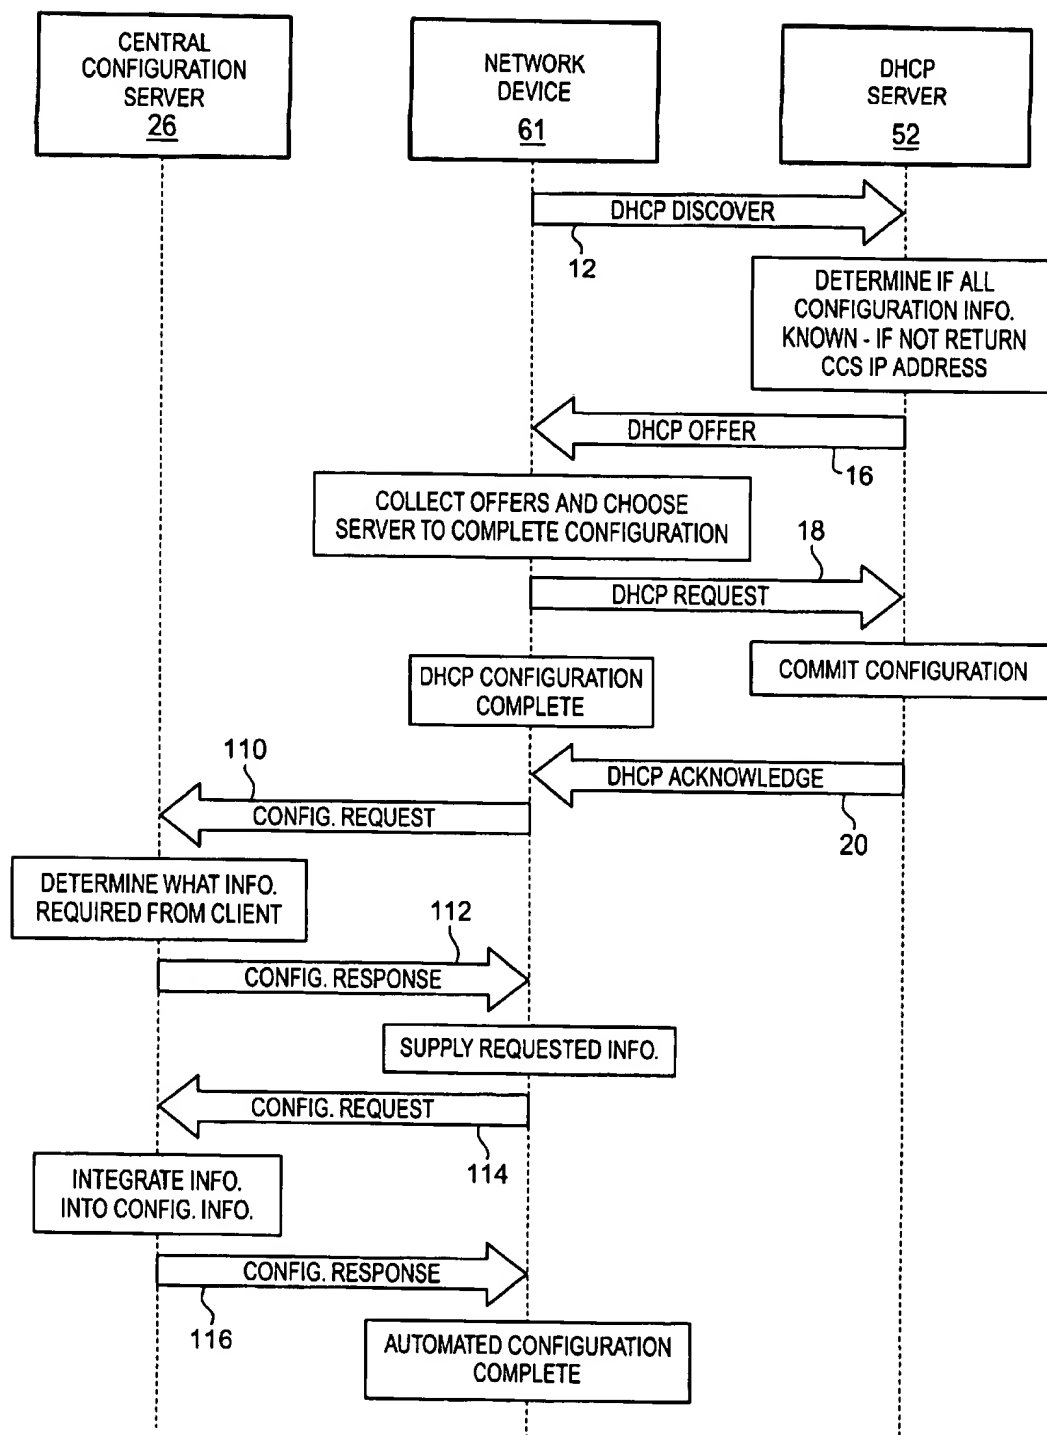 CENTRAL
CONFIGURATION
SERVER
26
NETWORK
DEVICE
61
DHCP
SERVER
52
DHCP DISCOVER
12
DETERMINE IF ALL
CONFIGURATION INFO.
KNOWN - IF NOT RETURN
CCS IP ADDRESS
DHCP OFFER
16
COLLECT OFFERS AND CHOOSE
SERVER TO COMPLETE CONFIGURATION
18
DHCP REQUEST
COMMIT CONFIGURATION
DHCP CONFIGURATION
COMPLETE
DHCP ACKNOWLEDGE
20
110
CONFIG. REQUEST
DETERMINE WHAT INFO.
REQUIRED FROM CLIENT
112
CONFIG. RESPONSE
SUPPLY REQUESTED INFO.
CONFIG. REQUEST
114
INTEGRATE INFO.
INTO CONFIG. INFO.
CONFIG. RESPONSE
116
AUTOMATED CONFIGURATION
COMPLETE